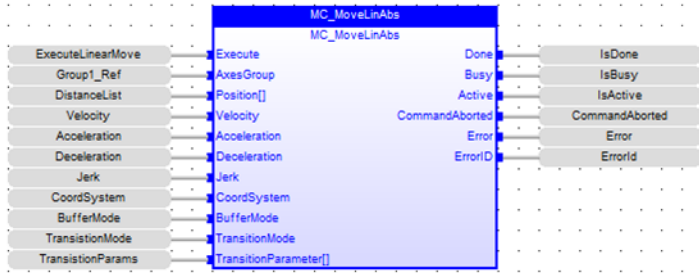 MC_MoveLinAbs
MC_MoveLinAbs
ExecuteLinearMove Execute Done IsDone
Group1_Ref AxesGroup Busy IsBusy
DistanceList Position[] Active IsActive
Velocity Velocity CommandAborted CommandAborted
Acceleration Acceleration Error Error
Deceleration Deceleration ErrorID ErrorId
Jerk Jerk
CoordSystem CoordSystem
BufferMode BufferMode
TransistionMode TransitionMode
TransistionParams TransitionParameter[]